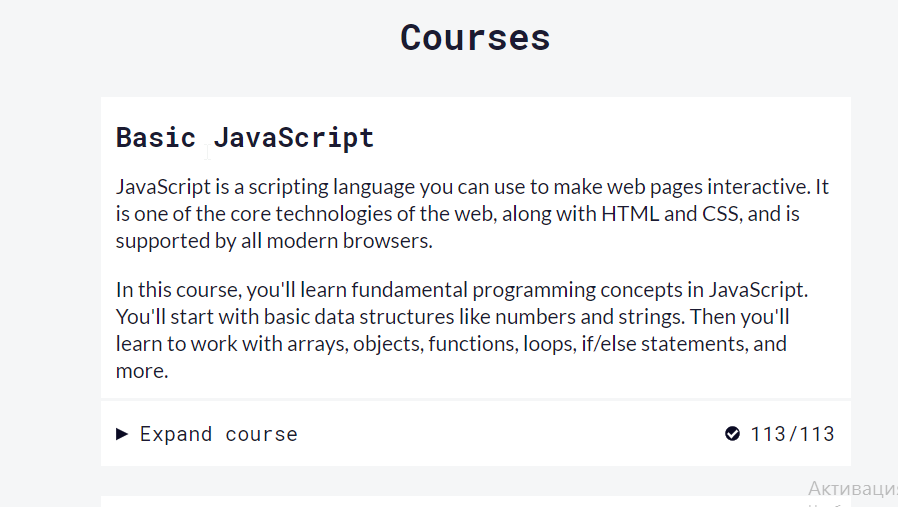 Courses
Basic JavaScript
JavaScript is a scripting language you can use to make web pages interactive. It
is one of the core technologies of the web, along with HTML and CSS, and is
supported by all modern browsers.
In this course, you'll learn fundamental programming concepts in JavaScript.
You'll start with basic data structures like numbers and strings. Then you'll
learn to work with arrays, objects, functions, loops, if/else statements, and
more.
Expand course 113/113
Активация